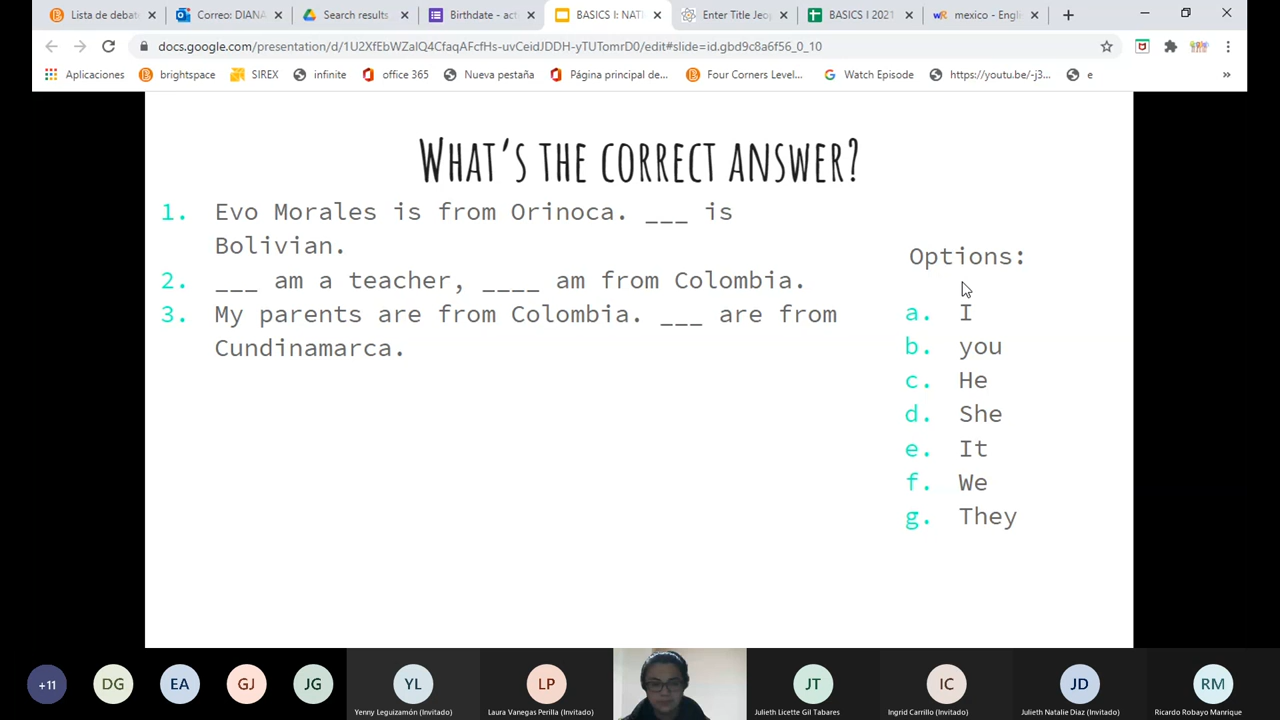 Lista de debat
Correo: DIANA
Search results
Birthdate - acti
BASICS I: NATI
Enter Title Jeop
BASICS I 2021
mexico - Engli
docs.google.com/presentation/d/1U2XfEbWZaIQ4CfaqAFcfHs-uvCeidJDDH-yTUTomrD0/edit#slide=id.gbd9c8a6f56_0_10
Aplicaciones
brightspace
SIREX
infinite
office 365
Nueva pestaña
Página principal de...
Four Corners Level...
Watch Episode
https://youtu.be/-j3...
e
»
What's the correct answer?
1. Evo Morales is from Orinoca. ___ is
Bolivian.
2. ___ am a teacher, ____ am from Colombia.
3. My parents are from Colombia. ___ are from
Cundinamarca.
Options:
a. I
b. you
c. He
d. She
e. It
f. We
g. They
+11
DG
EA
GJ
JG
YL
Yenny Leguizamón (Invitado)
LP
Laura Vanegas Perilla (Invitado)
JT
Julieth Licette Gil Tabares
IC
Ingrid Carrillo (Invitado)
JD
Julieth Natalie Diaz (Invitado)
RM
Ricardo Robayo Manrique